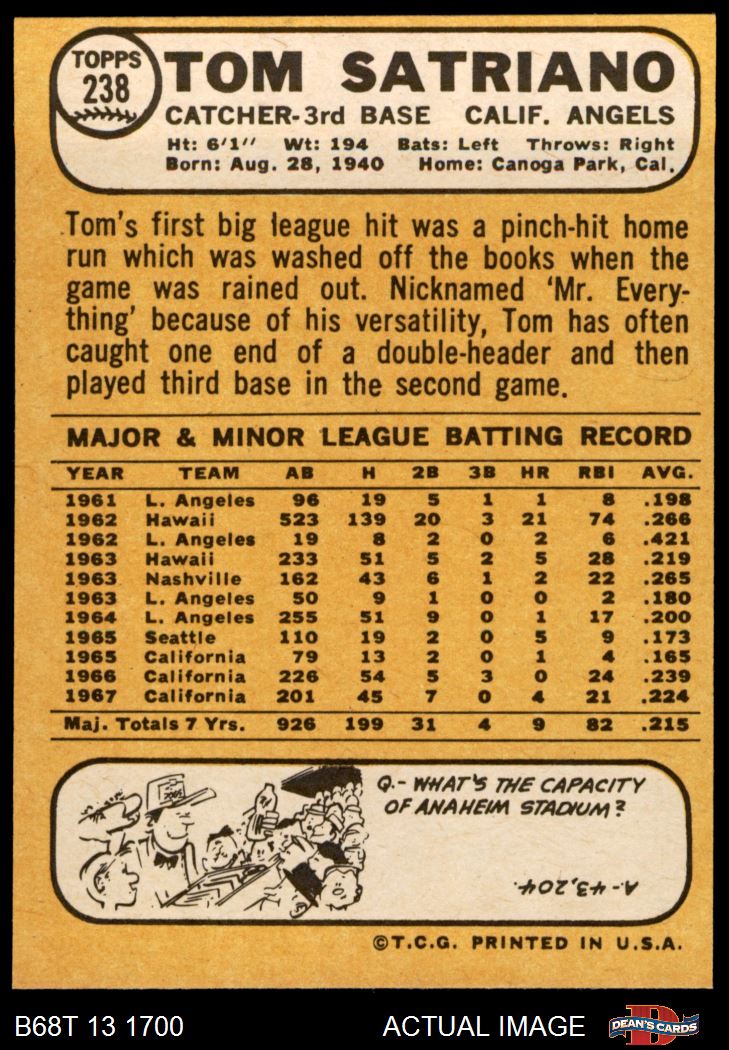 TOPPS
238
TOM SATRIANO
CATCHER-3rd BASE CALIF. ANGELS
Ht: 6'1" Wt: 194 Bats: Left Throws: Right
Born: Aug. 28, 1940 Home: Canoga Park, Cal.
Tom's first big league hit was a pinch-hit home
run which was washed off the books when the
game was rained out. Nicknamed 'Mr. Every-
thing' because of his versatility, Tom has often
caught one end of a double-header and then
played third base in the second game.
MAJOR & MINOR LEAGUE BATTING RECORD
YEAR TEAM AB H 2B 3B HR RBI AVG.
1961 L. Angeles 96 19 5 1 1 8 .198
1962 Hawaii 523 139 20 3 21 74 .266
1962 L. Angeles 19 8 2 0 2 6 .421
1963 Hawaii 233 51 5 2 5 28 .219
1963 Nashville 162 43 6 1 2 22 .265
1963 L. Angeles 50 9 1 0 0 2 .180
1964 L. Angeles 255 51 9 0 1 17 .200
1965 Seattle 110 19 2 0 5 9 .173
1965 California 79 13 2 0 1 4 .165
1966 California 226 54 5 3 0 24 .239
1967 California 201 45 7 0 4 21 .224
Maj. Totals 7 Yrs. 926 199 31 4 9 82 .215
Q.- WHAT'S THE CAPACITY
OF ANAHEIM STADIUM?
A-43,204.
©T.C.G. PRINTED IN U.S.A.
B68T 13 1700 ACTUAL IMAGE DEAN'S CARDS